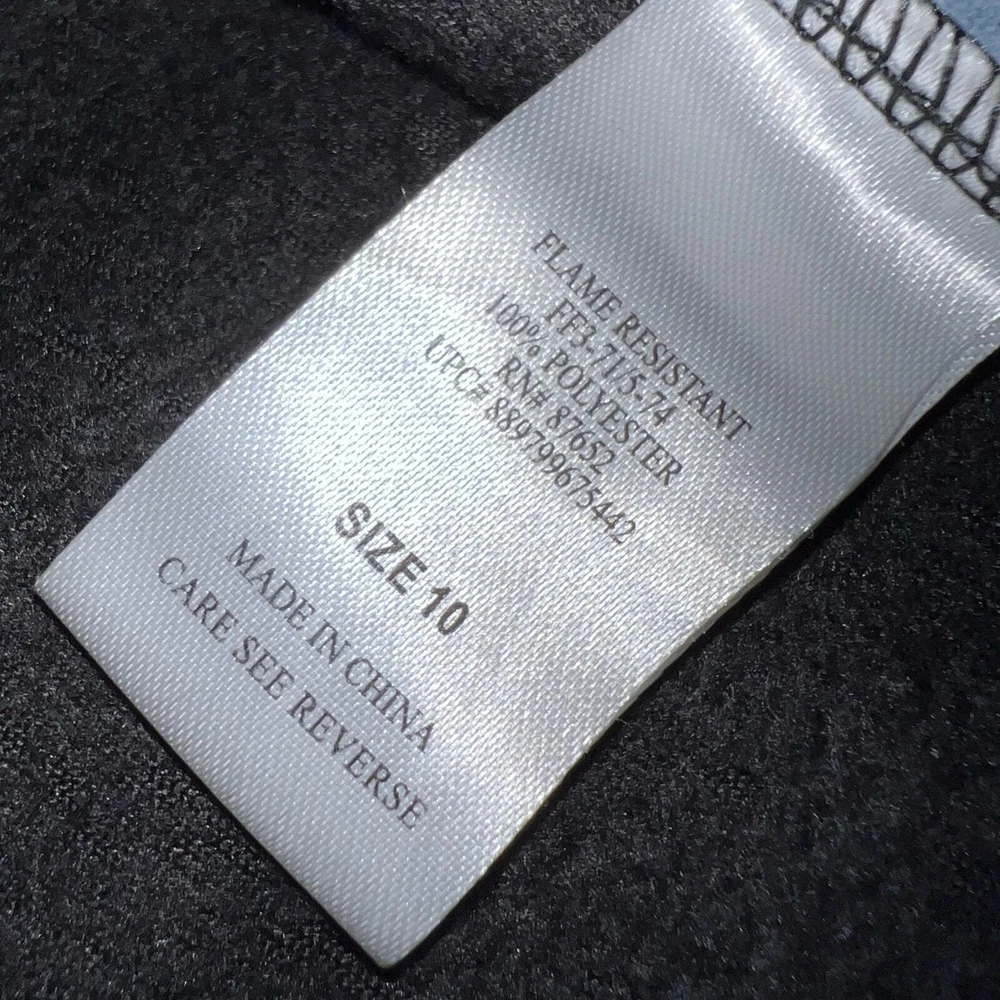 FLAME RESISTANT
FF3-71/5-74
100% POLYESTER
RN# 87652
UPC# 889799675442
SIZE 10
MADE IN CHINA
CARE SEE REVERSE